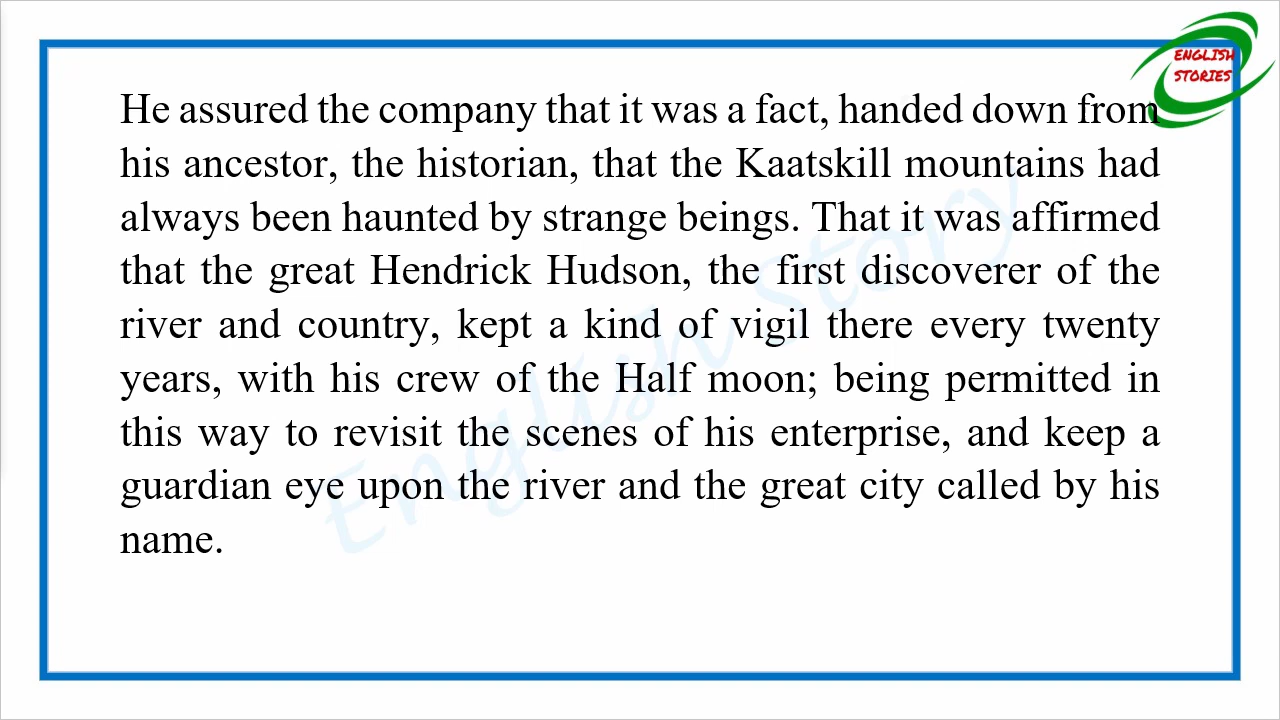 ENGLISH
STORIES
He assured the company that it was a fact, handed down from
his ancestor, the historian, that the Kaatskill mountains had
always been haunted by strange beings. That it was affirmed
that the great Hendrick Hudson, the first discoverer of the
river and country, kept a kind of vigil there every twenty
years, with his crew of the Half moon; being permitted in
this way to revisit the scenes of his enterprise, and keep a
guardian eye upon the river and the great city called by his
name.
English Story